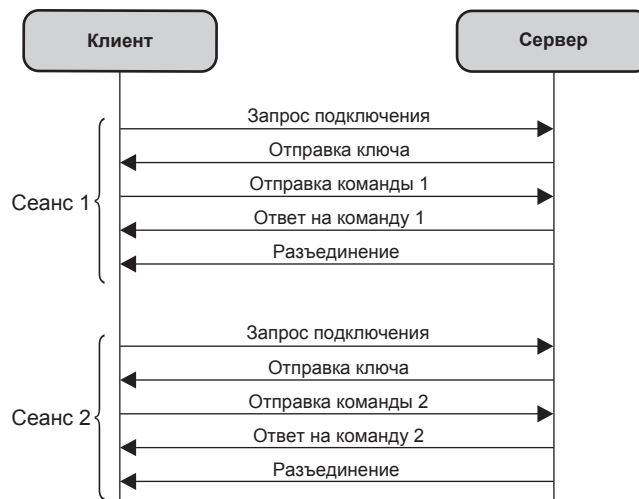 Клиент
Сервер
Запрос подключения
Отправка ключа
Отправка команды 1
Сеанс 1
Ответ на команду 1
Разъединение
Запрос подключения
Отправка ключа
Отправка команды 2
Сеанс 2
Ответ на команду 2
Разъединение